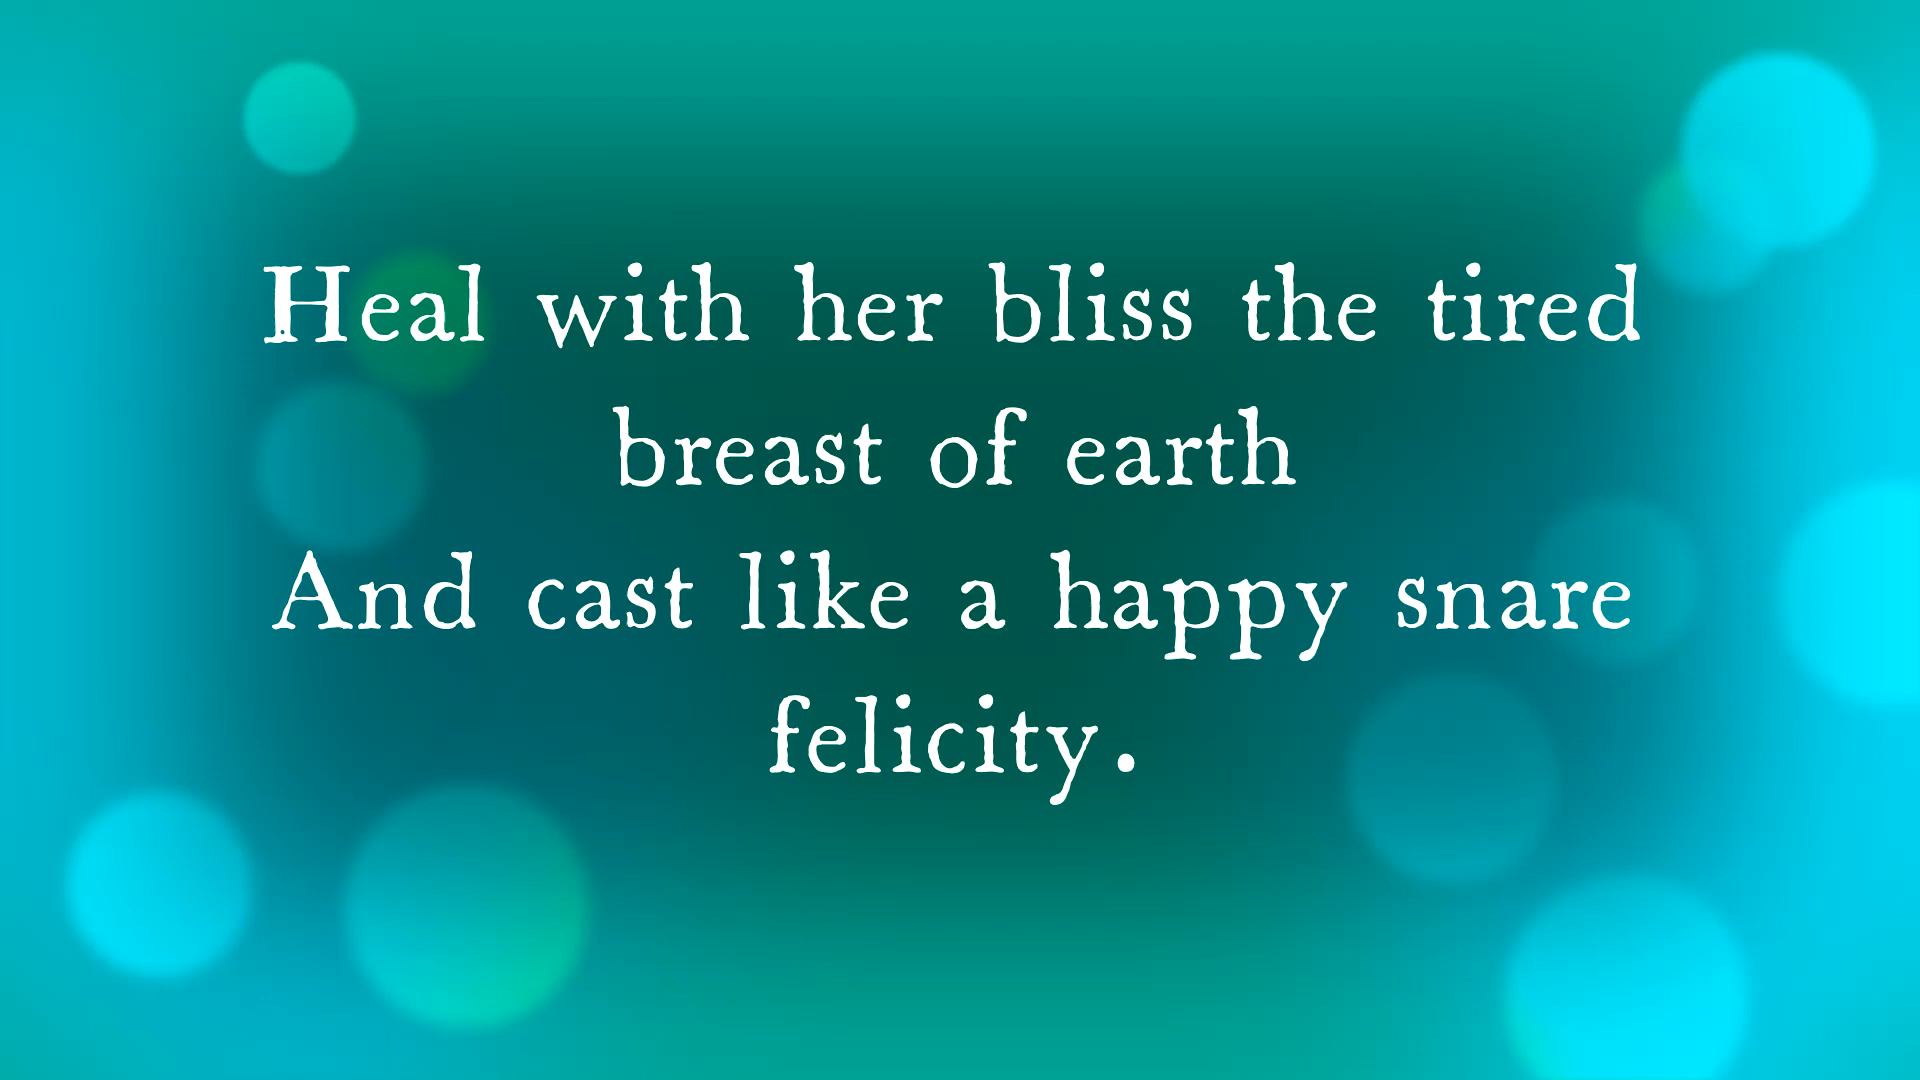 Heal with her bliss the tired
breast of earth
And cast like a happy snare
felicity.